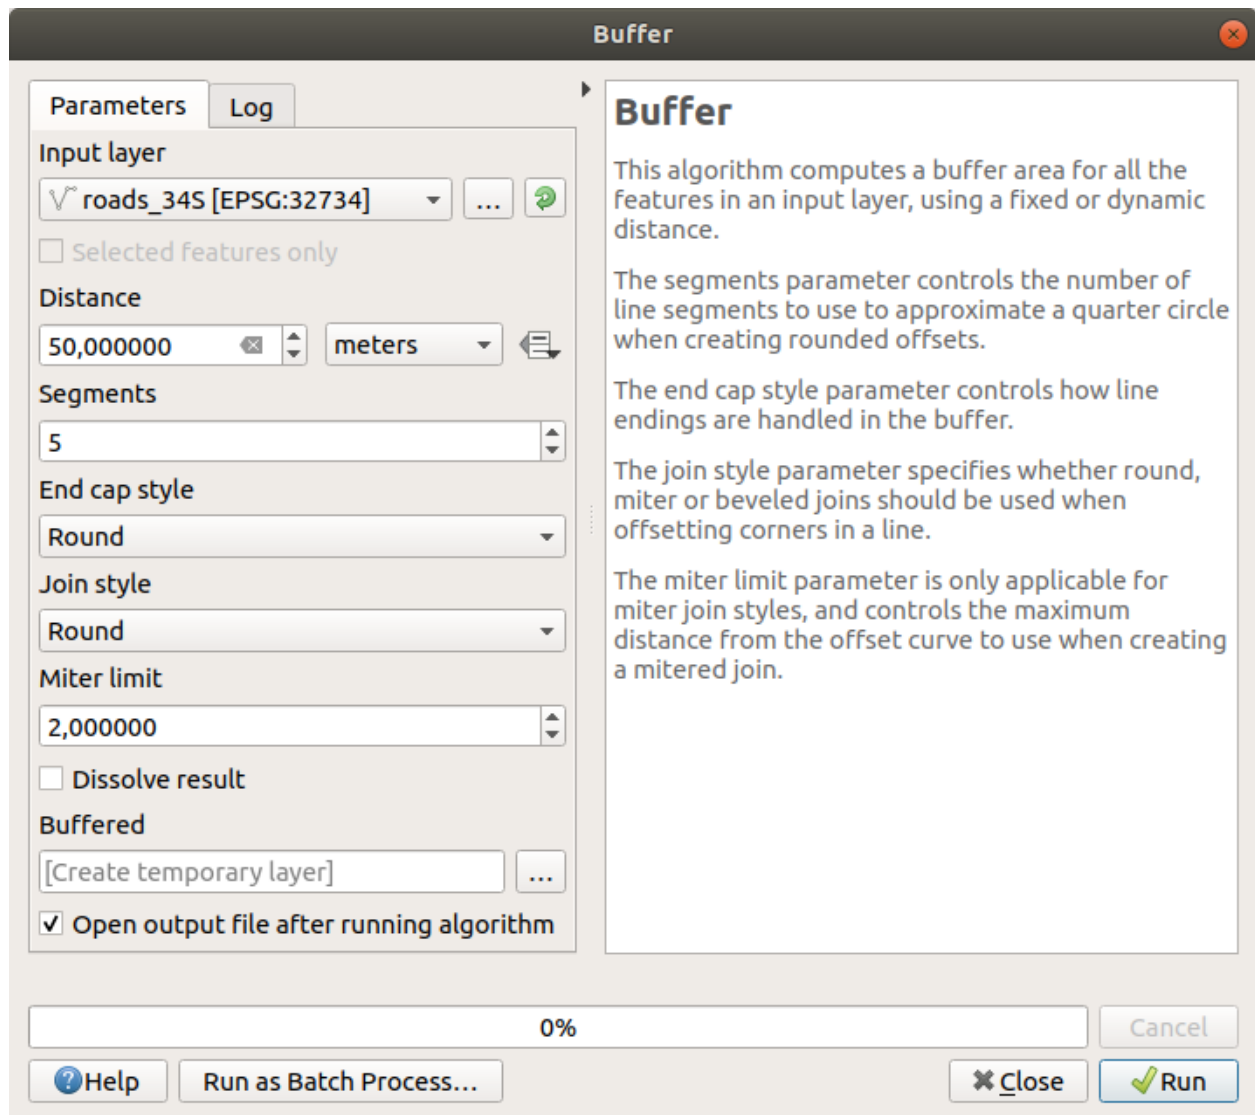 Buffer
Parameters
Log
Input layer
roads_34S [EPSG:32734]
...
Selected features only
Distance
50,000000
meters
Segments
5
End cap style
Round
Join style
Round
Miter limit
2,000000
Dissolve result
Buffered
[Create temporary layer]
...
Open output file after running algorithm
Buffer
This algorithm computes a buffer area for all the
features in an input layer, using a fixed or dynamic
distance.
The segments parameter controls the number of
line segments to use to approximate a quarter circle
when creating rounded offsets.
The end cap style parameter controls how line
endings are handled in the buffer.
The join style parameter specifies whether round,
miter or beveled joins should be used when
offsetting corners in a line.
The miter limit parameter is only applicable for
miter join styles, and controls the maximum
distance from the offset curve to use when creating
a mitered join.
0%
Cancel
Help
Run as Batch Process...
Close
Run